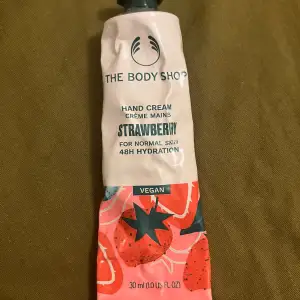 THE BODY SHOP
HAND CREAM
CRÈME MAINS
STRAWBERRY
FOR NORMAL SKIN
48H HYDRATION
VEGAN
30 ml (1.0 US FL OZ)